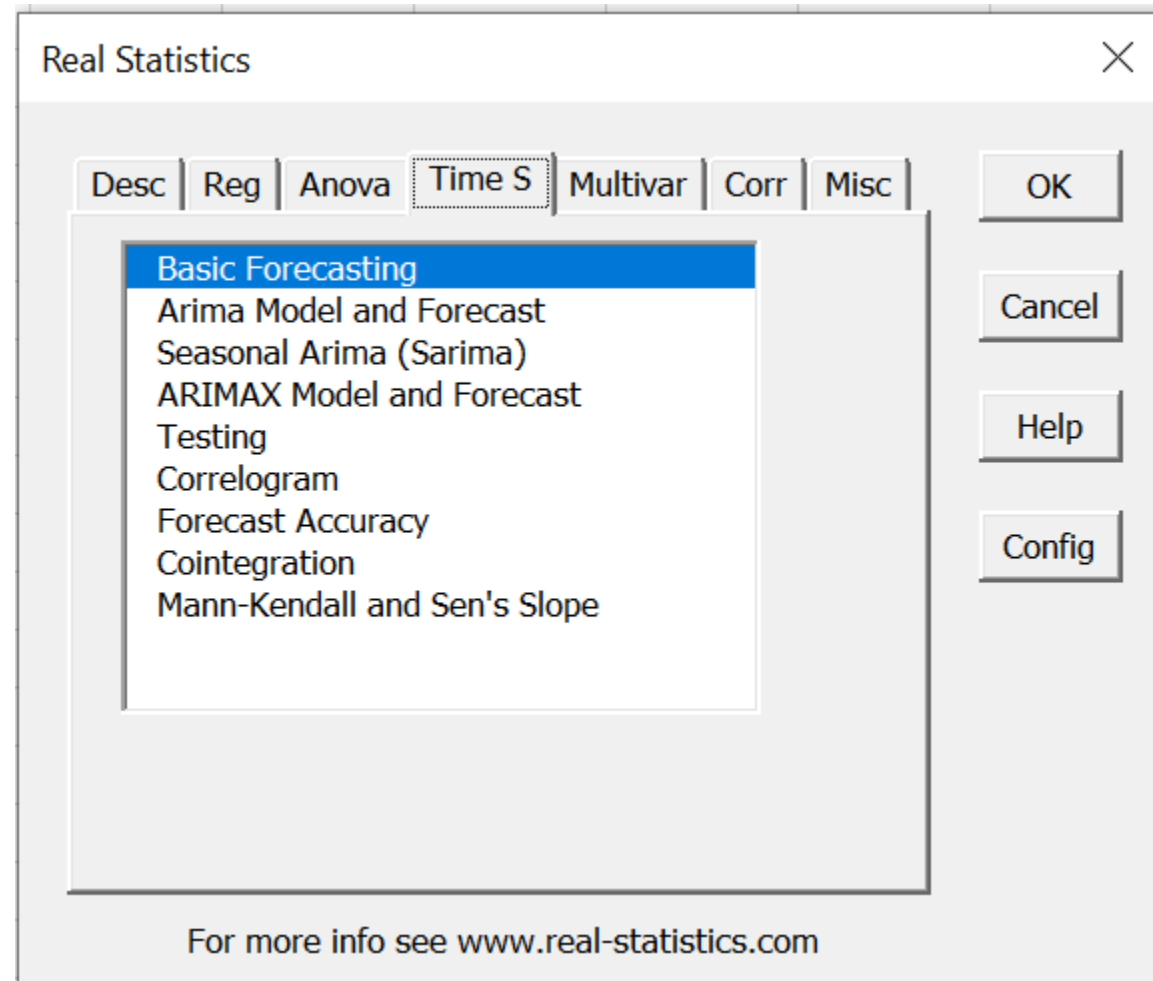 Real Statistics
Desc Reg Anova Time S Multivar Corr Misc
OK
Basic Forecasting
Arima Model and Forecast
Seasonal Arima (Sarima)
ARIMAX Model and Forecast
Testing
Correlogram
Forecast Accuracy
Cointegration
Mann-Kendall and Sen's Slope
Cancel
Help
Config
For more info see www.real-statistics.com